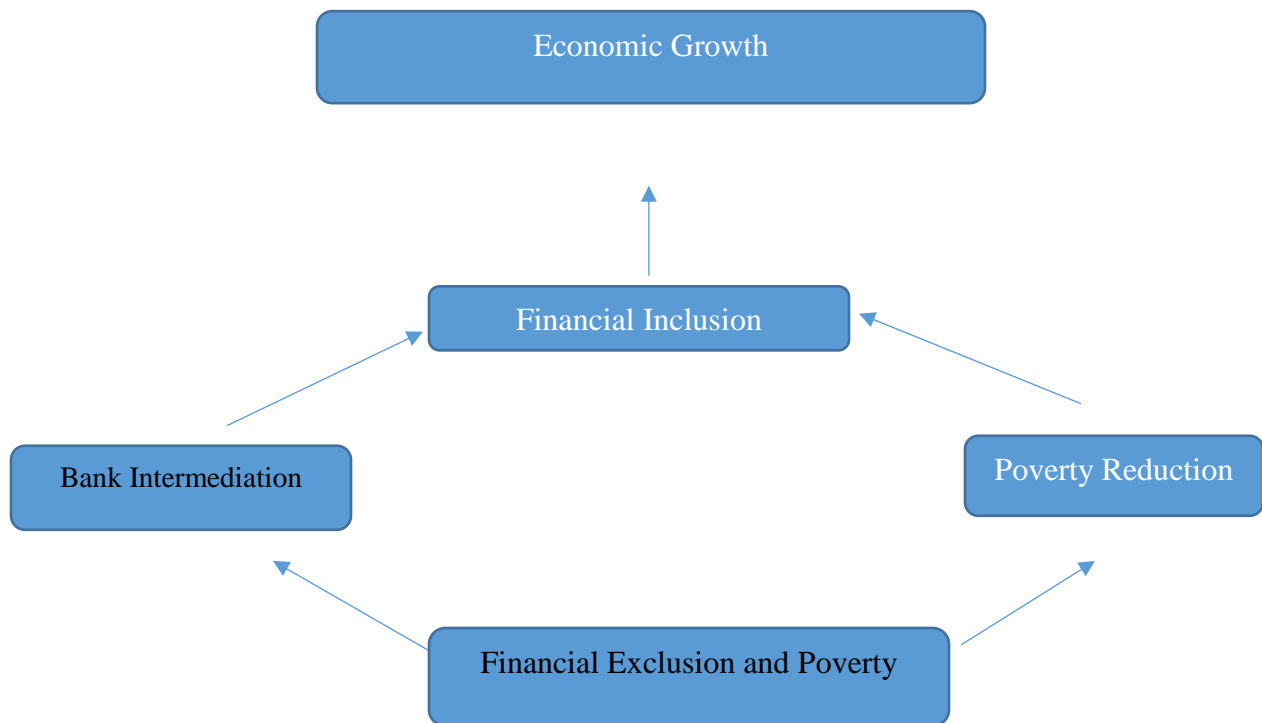 Economic Growth
Financial Inclusion
Bank Intermediation
Poverty Reduction
Financial Exclusion and Poverty